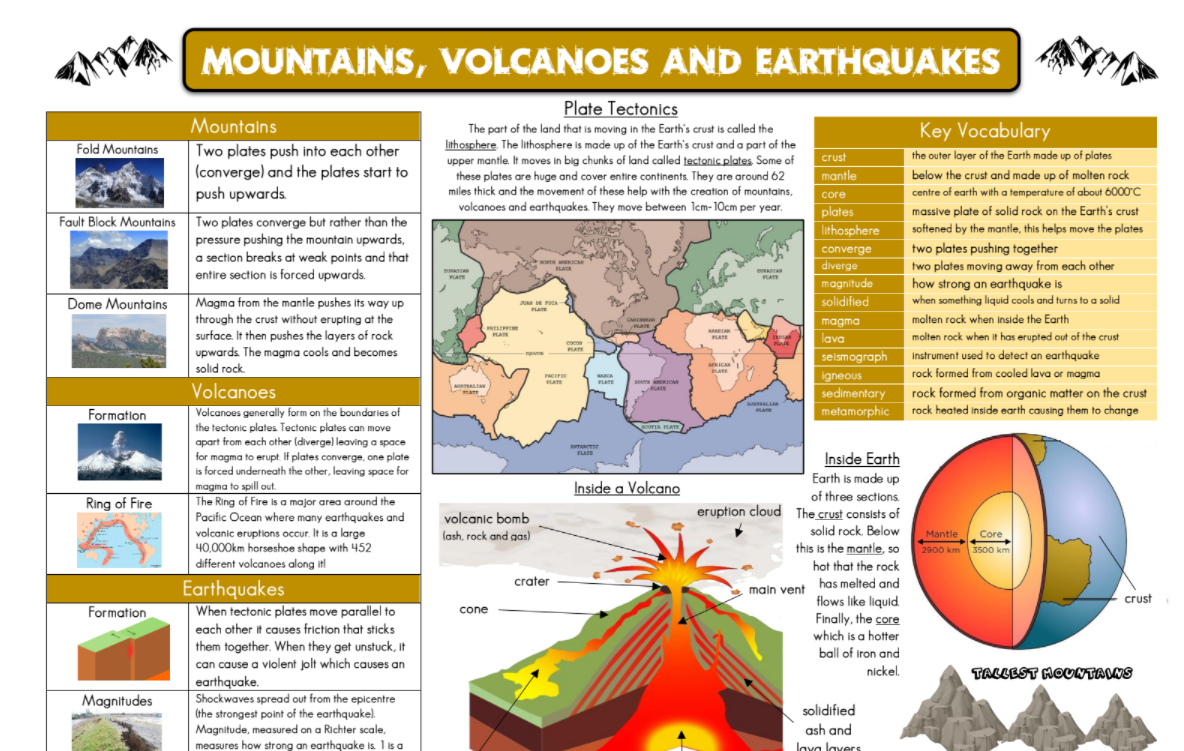 MOUNTAINS, VOLCANOES AND EARTHQUAKES
Mountains
Fold Mountains
Two plates push into each other
(converge) and the plates start to
push upwards.
Fault Block Mountains
Two plates converge but rather than the
pressure pushing the mountain upwards,
a section breaks at weak points and that
entire section is forced upwards.
Dome Mountains
Magma from the mantle pushes its way up
through the crust without erupting at the
surface. It then pushes the layers of rock
upwards. The magma cools and becomes
solid rock.
Volcanoes
Formation
Volcanoes generally form on the boundaries of
the tectonic plates. Tectonic plates can move
apart from each other (diverge) leaving a space
for magma to erupt. If plates converge, one plate
is forced underneath the other, leaving space for
magma to spill out.
Ring of Fire
The Ring of Fire is a major area around the
Pacific Ocean where many earthquakes and
volcanic eruptions occur. It is a large
40,000km horseshoe shape with 452
different volcanoes along it!
Earthquakes
Formation
When tectonic plates move parallel to
each other it causes friction that sticks
them together. When they get unstuck, it
can cause a violent jolt which causes an
earthquake.
Magnitudes
Shockwaves spread out from the epicentre
(the strongest point of the earthquake).
Magnitude, measured on a Richter scale,
measures how strong an earthquake is. 1 is a
Plate Tectonics
The part of the land that is moving in the Earth's crust is called the
lithosphere. The lithosphere is made up of the Earth's crust and a part of the
upper mantle. It moves in big chunks of land called tectonic plates. Some of
these plates are huge and cover entire continents. They are around 62
miles thick and the movement of these help with the creation of mountains,
volcanoes and earthquakes. They move between 1cm-10cm per year.
EURASIAN
PLATE
NORTH AMERICAN
PLATE
EURASIAN
PLATE
JUAN DE FUCA
PLATE
CARIBBEAN
PLATE
PHILIPPINE
PLATE
ARABIAN
PLATE
INDIAN
PLATE
COCOS
PLATE
EQUATOR
AFRICAN
PLATE
AUSTRALIAN
PLATE
PACIFIC
PLATE
NAZCA
PLATE
SOUTH AMERICAN
PLATE
AUSTRALIAN
PLATE
SCOTIA PLATE
ANTARCTIC
PLATE
Inside a Volcano
volcanic bomb
(ash, rock and gas)
eruption cloud
crater
main vent
cone
solidified
ash and
lava layers
Key Vocabulary
crust the outer layer of the Earth made up of plates
mantle below the crust and made up of molten rock
core centre of earth with a temperature of about 6000°C
plates massive plate of solid rock on the Earth's crust
lithosphere softened by the mantle, this helps move the plates
converge two plates pushing together
diverge two plates moving away from each other
magnitude how strong an earthquake is
solidified when something liquid cools and turns to a solid
magma molten rock when inside the Earth
lava molten rock when it has erupted out of the crust
seismograph instrument used to detect an earthquake
igneous rock formed from cooled lava or magma
sedimentary rock formed from organic matter on the crust
metamorphic rock heated inside earth causing them to change
Inside Earth
Earth is made up
of three sections.
The crust consists of
solid rock. Below
this is the mantle, so
hot that the rock
has melted and
flows like liquid.
Finally, the core
which is a hotter
ball of iron and
nickel.
Mantle
2900 km
Core
3500 km
crust
TALLEST MOUNTAINS